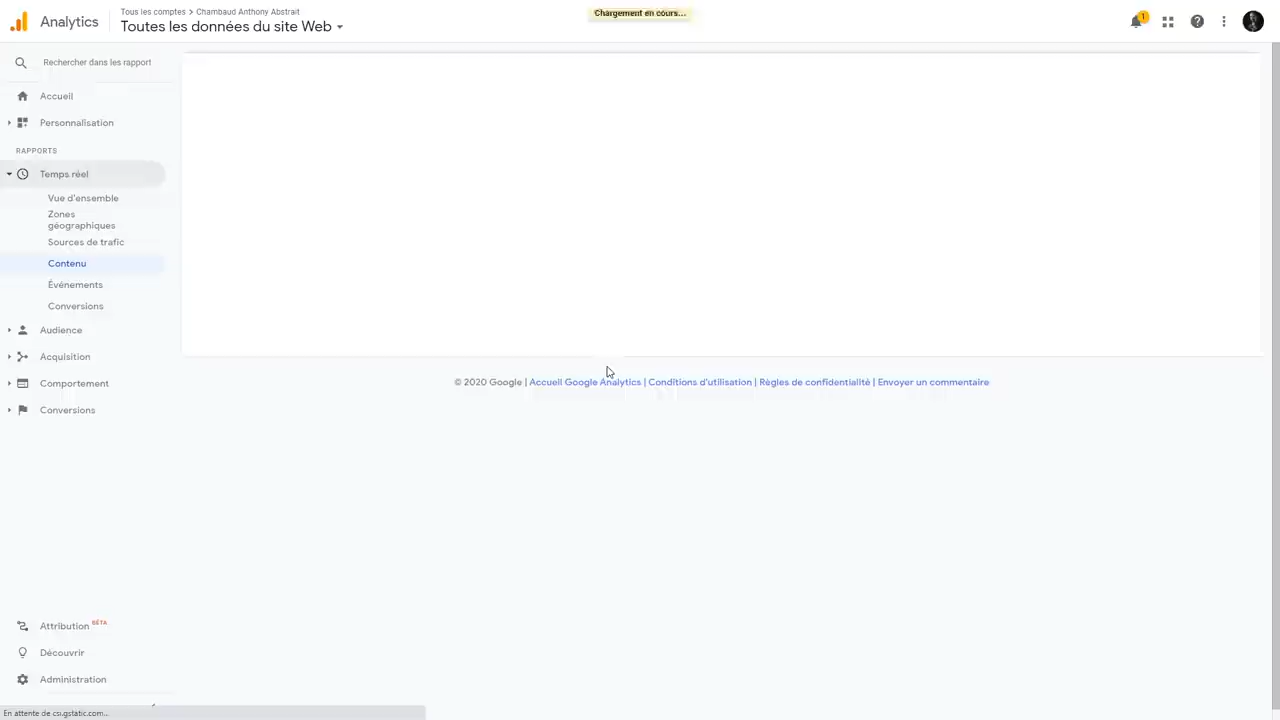 Analytics
Tous les comptes > Chambaud Anthony Abstrait
Toutes les données du site Web
Chargement en cours...
1
Rechercher dans les rapport
Accueil
Personnalisation
RAPPORTS
Temps réel
Vue d'ensemble
Zones
géographiques
Sources de trafic
Contenu
Événements
Conversions
Audience
Acquisition
Comportement
Conversions
© 2020 Google | Accueil Google Analytics | Conditions d'utilisation | Règles de confidentialité | Envoyer un commentaire
Attribution BÊTA
Découvrir
Administration
En attente de csi.gstatic.com...